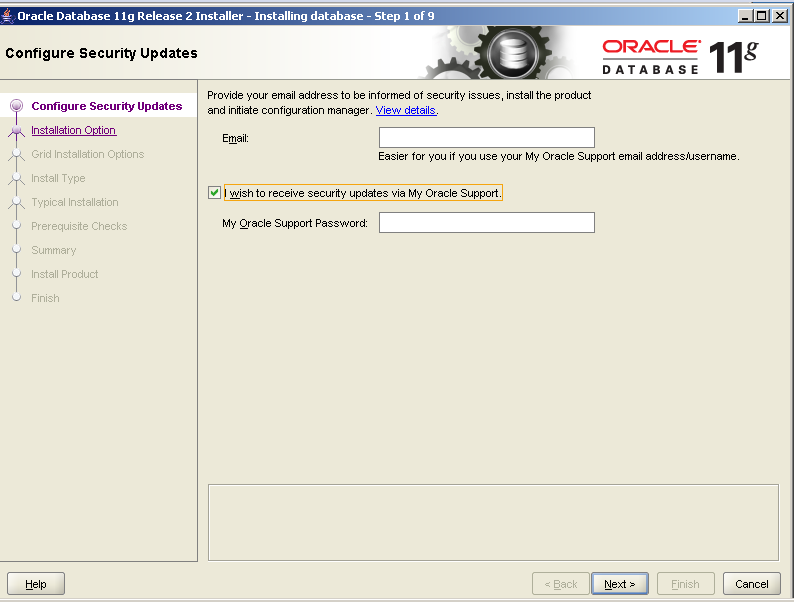 Oracle Database 11g Release 2 Installer - Installing database - Step 1 of 9
Configure Security Updates
ORACLE
DATABASE
11g
Configure Security Updates
Installation Option
Grid Installation Options
Install Type
Typical Installation
Prerequisite Checks
Summary
Install Product
Finish
Provide your email address to be informed of security issues, install the product
and initiate configuration manager. View details.
Email:
Easier for you if you use your My Oracle Support email address/username.
I wish to receive security updates via My Oracle Support.
My Oracle Support Password:
Help
< Back
Next >
Finish
Cancel